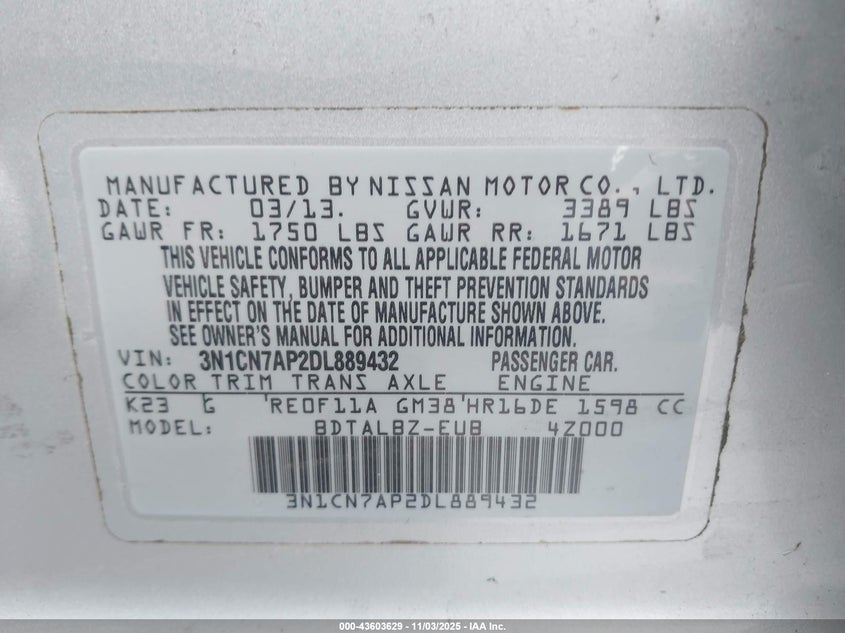 MANUFACTURED BY NISSAN MOTOR CO., LTD.
DATE: 03/13. GVWR: 3389 LBS
GAWR FR: 1750 LBS GAWR RR: 1671 LBS
THIS VEHICLE CONFORMS TO ALL APPLICABLE FEDERAL MOTOR
VEHICLE SAFETY, BUMPER AND THEFT PREVENTION STANDARDS
IN EFFECT ON THE DATE OF MANUFACTURE SHOWN ABOVE.
SEE OWNER'S MANUAL FOR ADDITIONAL INFORMATION.
VIN: 3N1CN7AP2DL889432 PASSENGER CAR.
COLOR TRIM TRANS AXLE ENGINE
K23 G 'RE0F11A GM38'HR16DE 1598 CC
MODEL: BDTALBZ-EUB 4Z000
3N1CN7AP2DL889432
000-43603629 - 11/03/2025 - IAA Inc.